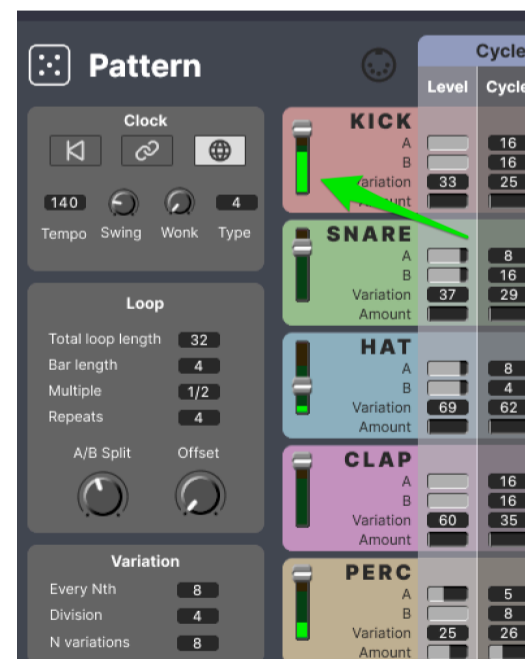 Pattern
Cycle
Level Cycle
Clock
140 4
Tempo Swing Wonk Type
Loop
Total loop length 32
Bar length 4
Multiple 1/2
Repeats 4
A/B Split Offset
Variation
Every Nth 8
Division 4
N variations 8
KICK
A 16
B 16
Variation 33 25
Amount
SNARE
A 8
B 16
Variation 37 29
Amount
HAT
A 8
B 4
Variation 69 62
Amount
CLAP
A 16
B 16
Variation 60 35
Amount
PERC
A 5
B 8
Variation 25 26
Amount